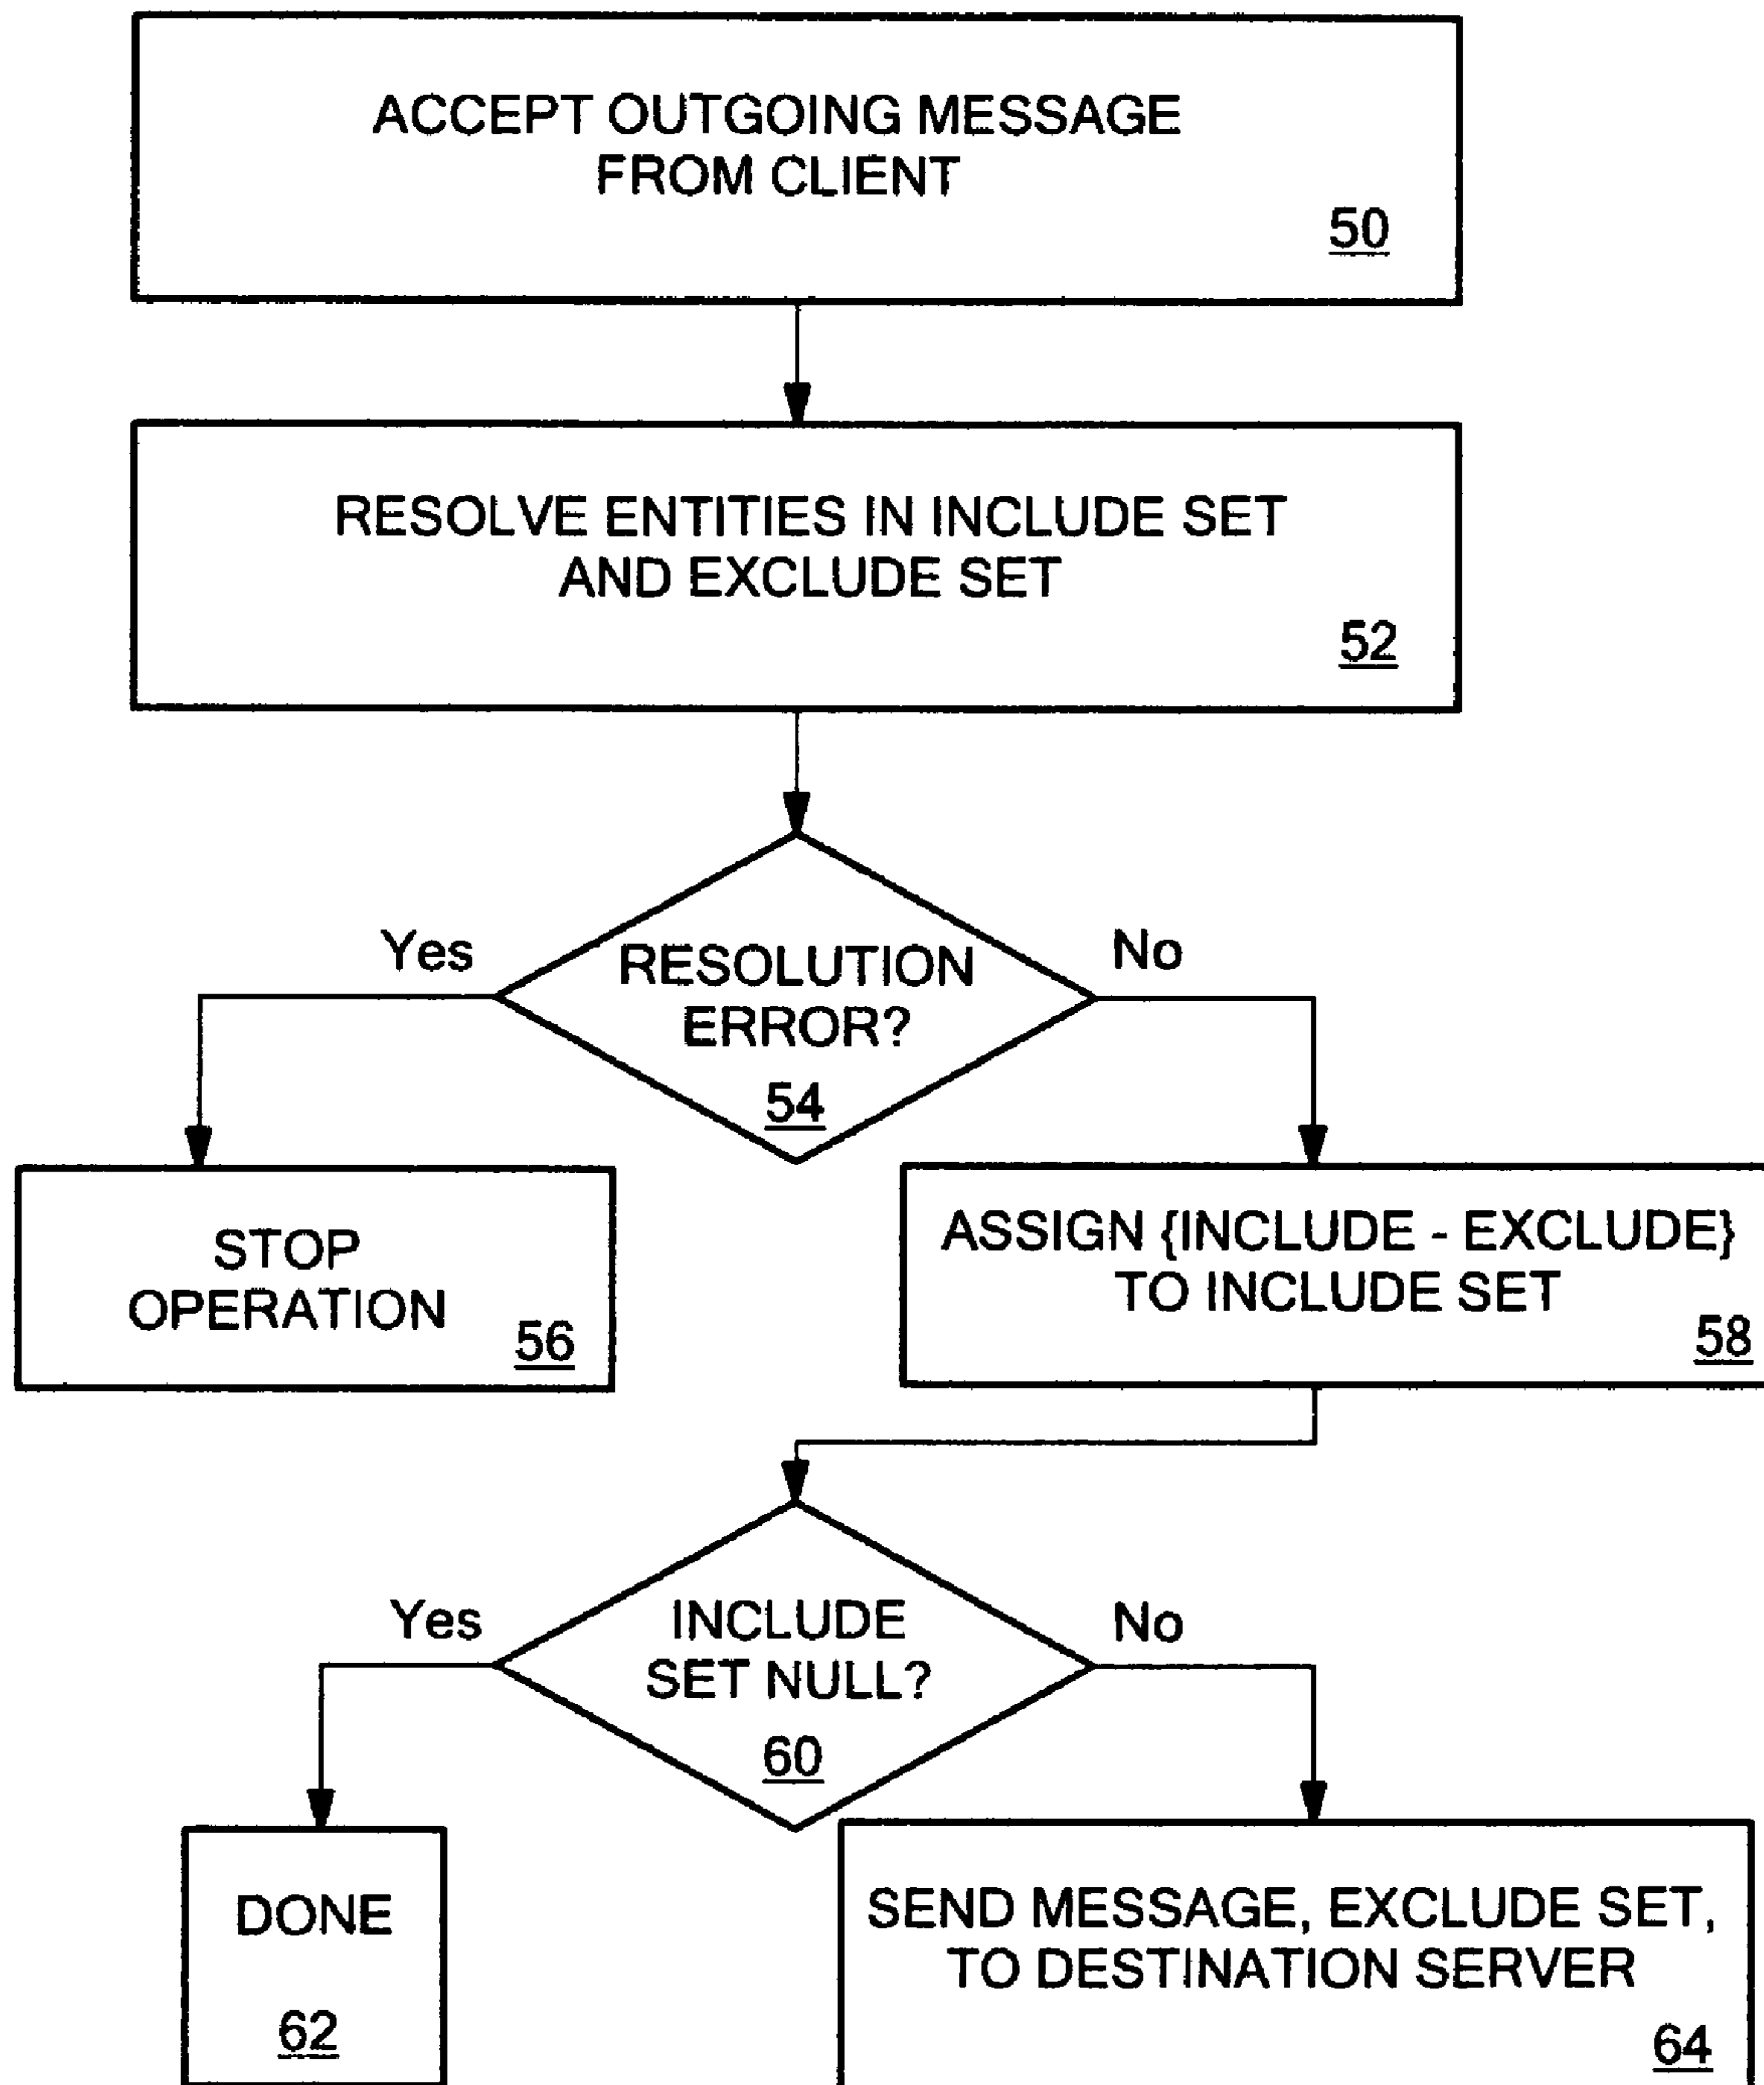 ACCEPT OUTGOING MESSAGE
FROM CLIENT
50
RESOLVE ENTITIES IN INCLUDE SET
AND EXCLUDE SET
52
Yes
No
RESOLUTION
ERROR?
54
STOP
OPERATION
56
ASSIGN {INCLUDE - EXCLUDE}
TO INCLUDE SET
58
Yes
No
INCLUDE
SET NULL?
60
DONE
62
SEND MESSAGE, EXCLUDE SET,
TO DESTINATION SERVER
64